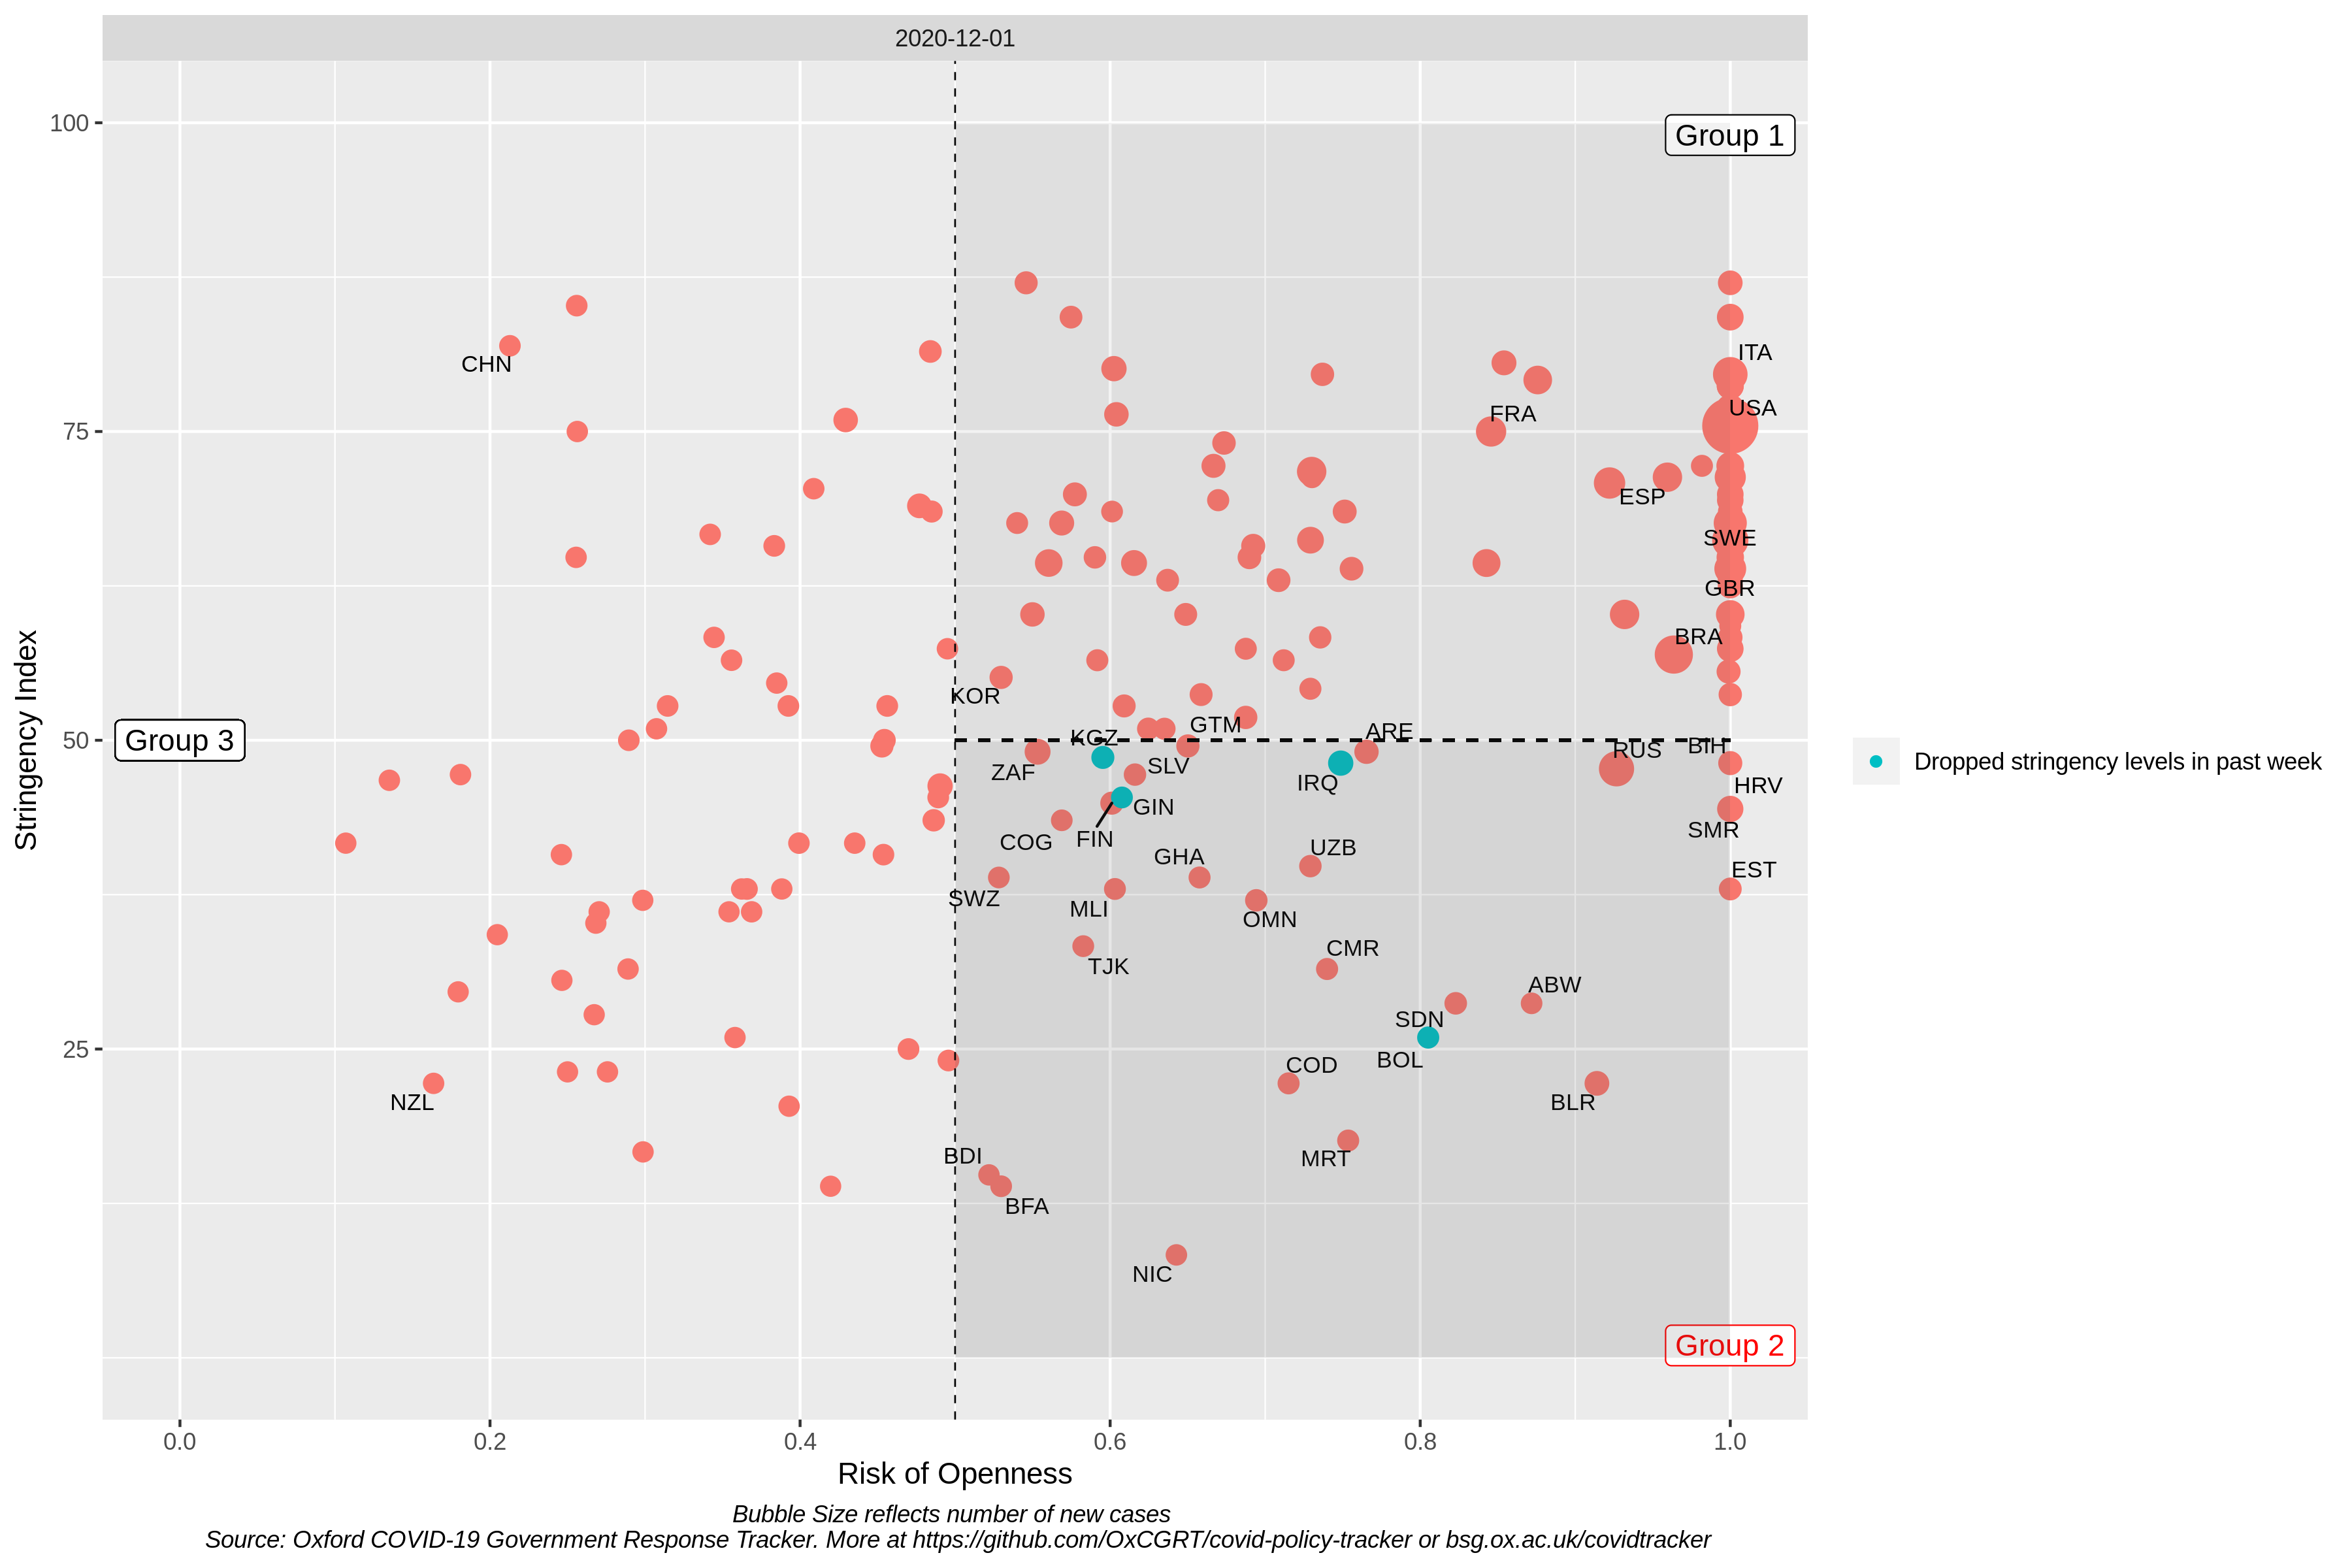 2020-12-01
100
Group 1
ITA
CHN
USA
FRA
75
ESP
SWE
GBR
BRA
KOR
GTM
ARE
KGZ
50
Group 3
BIH
RUS
Dropped stringency levels in past week
SLV
ZAF
IRQ
HRV
GIN
SMR
FIN
COG
UZB
GHA
EST
SWZ
MLI
OMN
CMR
TJK
ABW
SDN
25
BOL
COD
NZL
BLR
BDI
MRT
BFA
NIC
Group 2
Stringency Index
0.0 0.2 0.4 0.6 0.8 1.0
Risk of Openness
Bubble Size reflects number of new cases
Source: Oxford COVID-19 Government Response Tracker. More at https://github.com/OxCGRT/covid-policy-tracker or bsg.ox.ac.uk/covidtracker